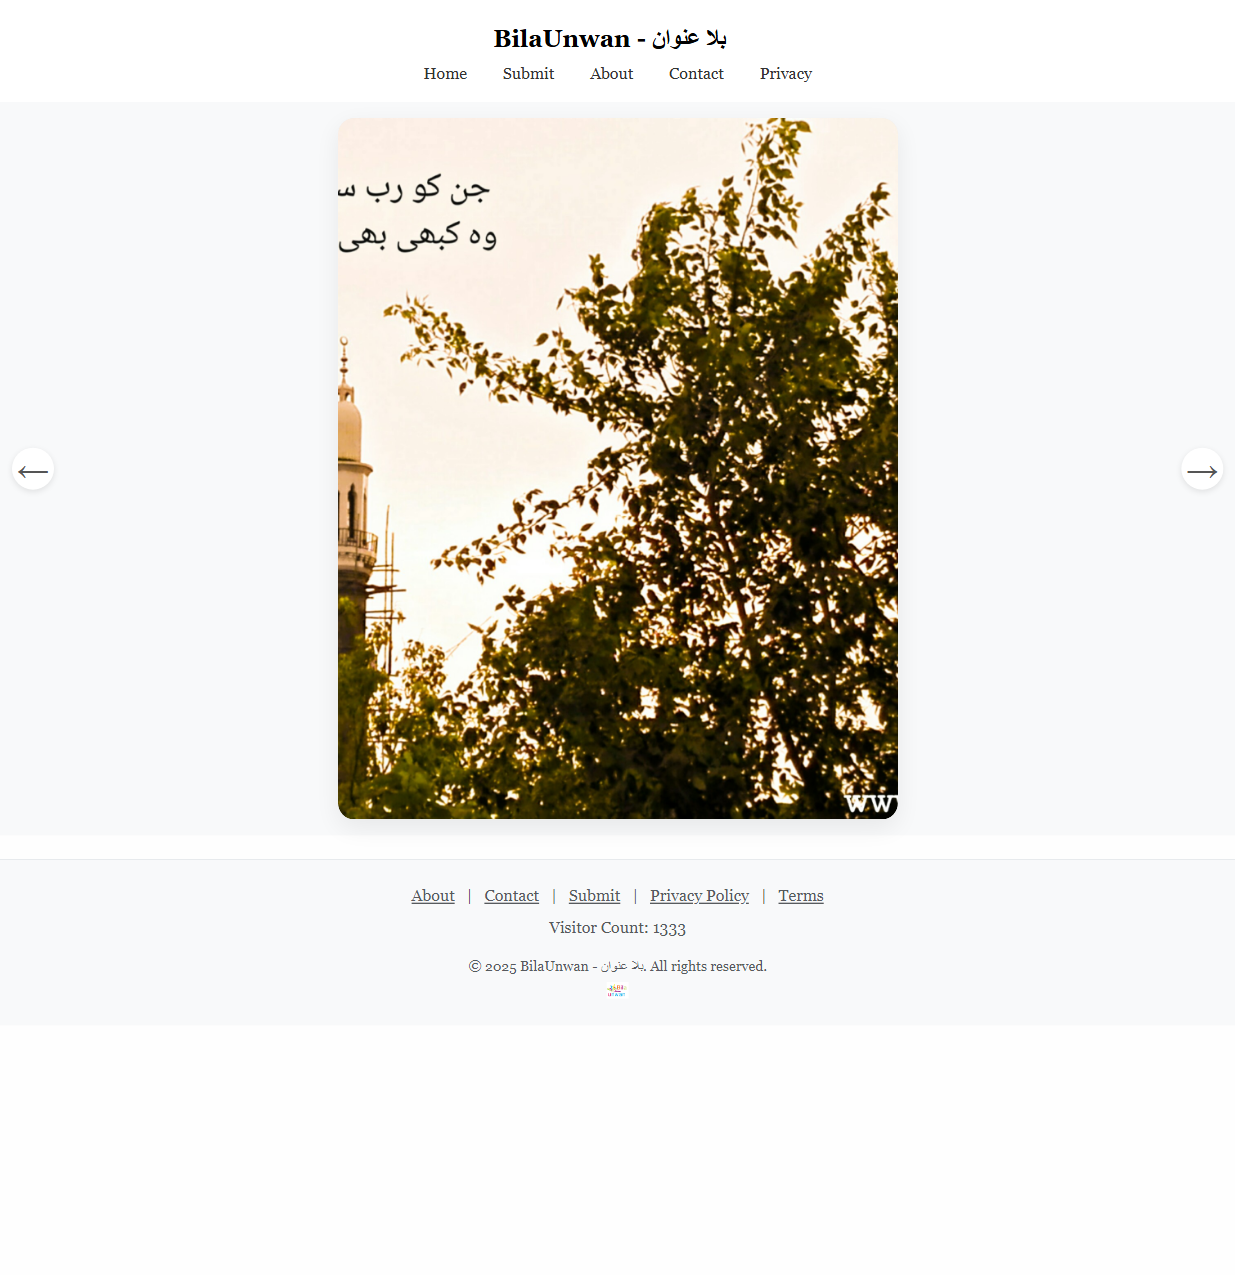 BilaUnwan - بلا عنوان
Home Submit About Contact Privacy
جن کو رب
وہ کبھی بھی
←
→
About | Contact | Submit | Privacy Policy | Terms
Visitor Count: 1333
© 2025 BilaUnwan - بلا عنوان. All rights reserved.